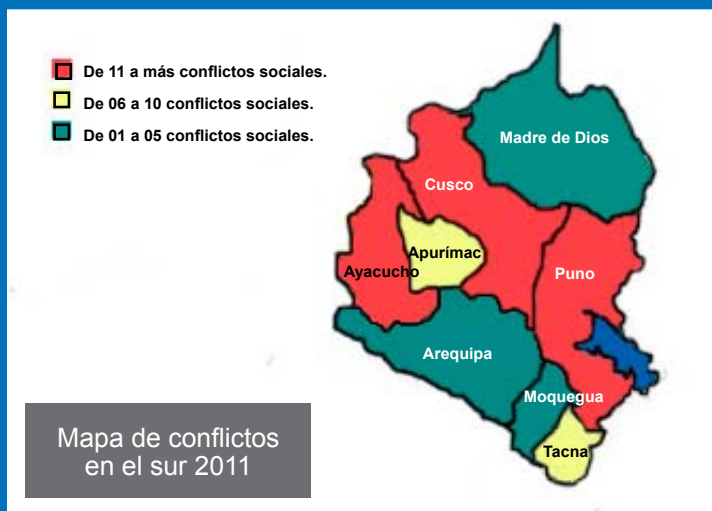 De 11 a más conflictos sociales.
De 06 a 10 conflictos sociales.
De 01 a 05 conflictos sociales.
Madre de Dios
Cusco
Apurímac
Ayacucho
Puno
Arequipa
Moquegua
Tacna
Mapa de conflictos
en el sur 2011